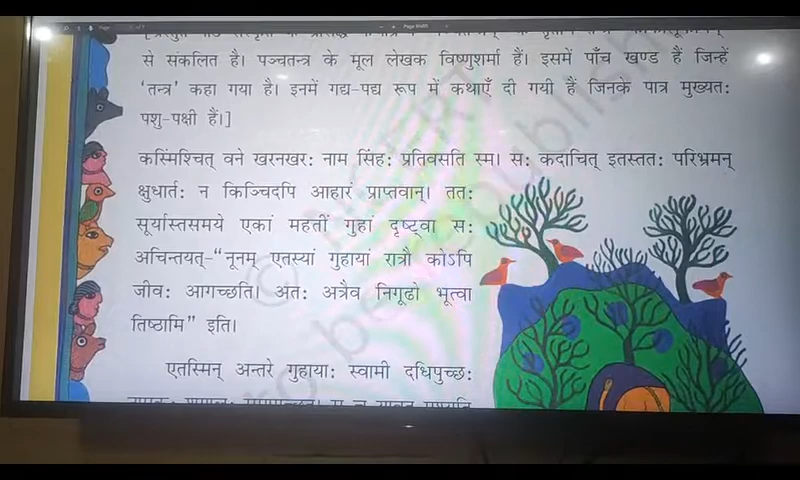 से संकलित है। पञ्चतन्त्र के मूल लेखक विष्णुशर्मा हैं। इसमें पाँच खण्ड हैं जिन्हें
‘तन्त्र’ कहा गया है। इनमें गद्य-पद्य रूप में कथाएँ दी गयी हैं जिनके पात्र मुख्यतः
पशु-पक्षी हैं।]
कस्मिंश्चित् वने खरनखरः नाम सिंहः प्रतिवसति स्म। सः कदाचित् इतस्ततः परिभ्रमन्
क्षुधार्तः न किञ्चिदपि आहारं प्राप्तवान्। ततः
सूर्यास्तसमये एकां महतीं गुहां दृष्ट्वा सः
अचिन्तयत्-“नूनम् एतस्यां गुहायां रात्रौ कोऽपि
जीवः आगच्छति। अतः अत्रैव निगूढो भूत्वा
तिष्ठामि” इति।
एतस्मिन् अन्तरे गुहायाः स्वामी दधिपुच्छः